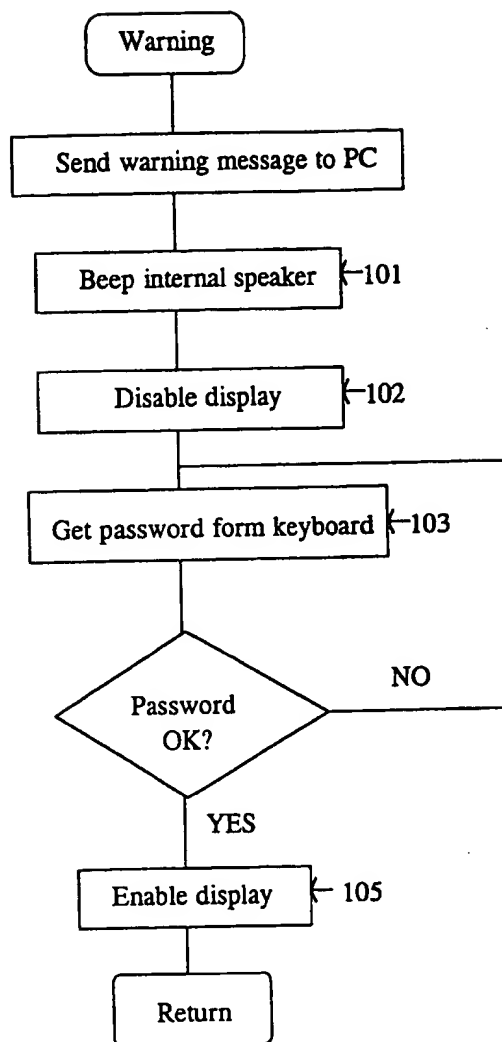 Warning
Send warning message to PC
Beep internal speaker
101
Disable display
102
Get password form keyboard
103
Password
OK?
NO
YES
Enable display
105
Return